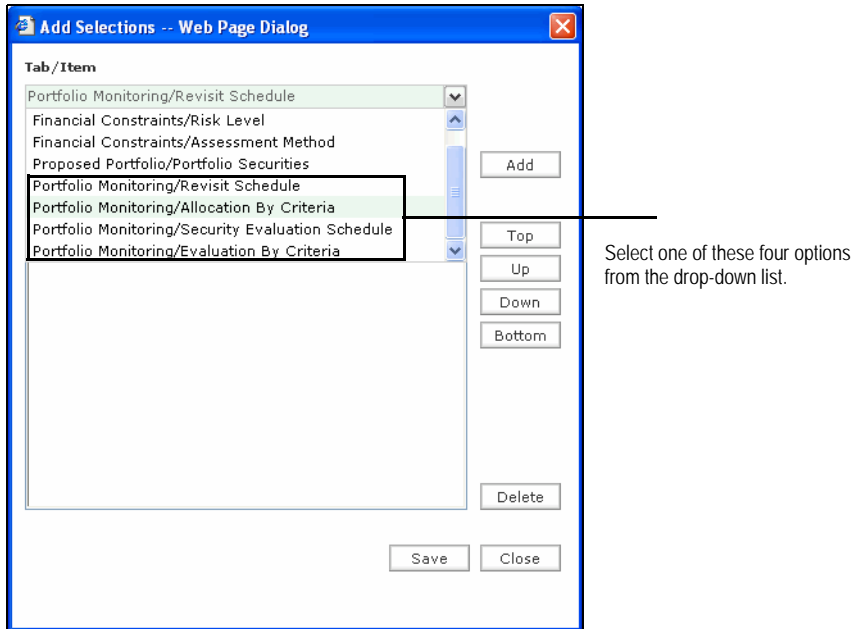 Add Selections -- Web Page Dialog
Tab/Item
Portfolio Monitoring/Revisit Schedule
Financial Constraints/Risk Level
Financial Constraints/Assessment Method
Proposed Portfolio/Portfolio Securities
Portfolio Monitoring/Revisit Schedule
Portfolio Monitoring/Allocation By Criteria
Portfolio Monitoring/Security Evaluation Schedule
Portfolio Monitoring/Evaluation By Criteria
Add
Top
Up
Down
Bottom
Delete
Save
Close
Select one of these four options
from the drop-down list.